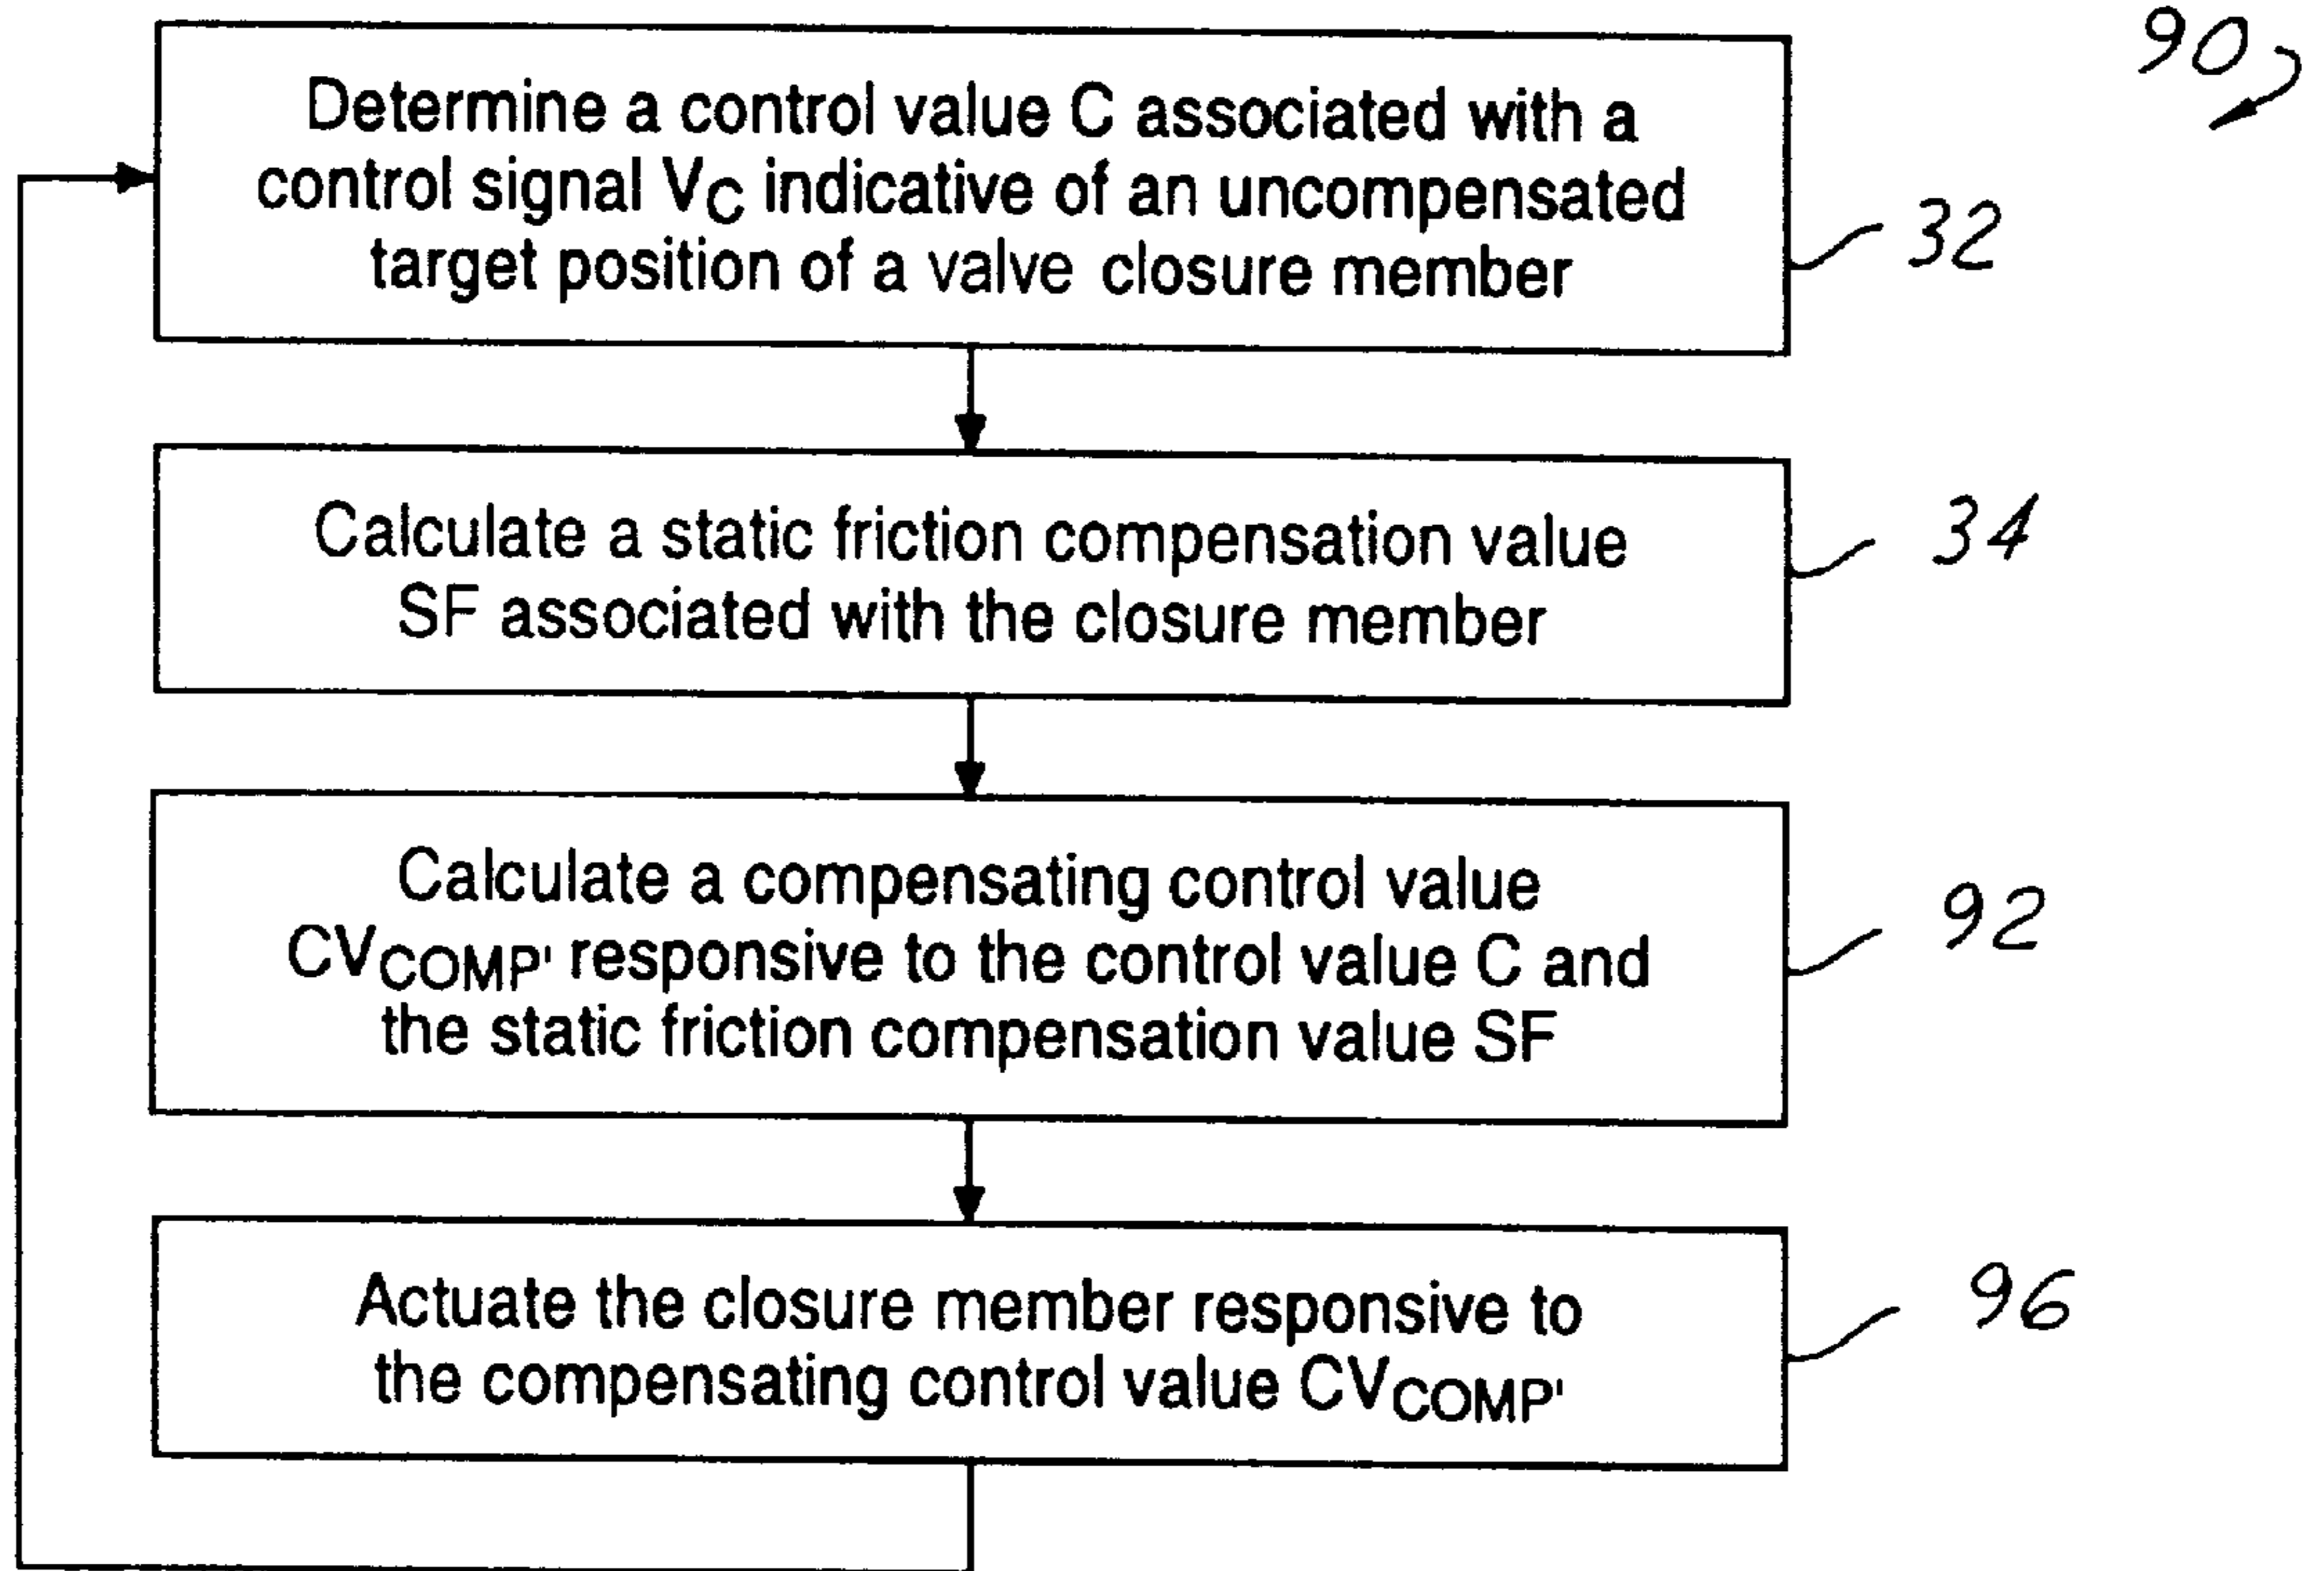 90
Determine a control value C associated with a
control signal VC indicative of an uncompensated
target position of a valve closure member
32
Calculate a static friction compensation value
SF associated with the closure member
34
Calculate a compensating control value
CVCOMP' responsive to the control value C and
the static friction compensation value SF
92
Actuate the closure member responsive to
the compensating control value CVCOMP'
96